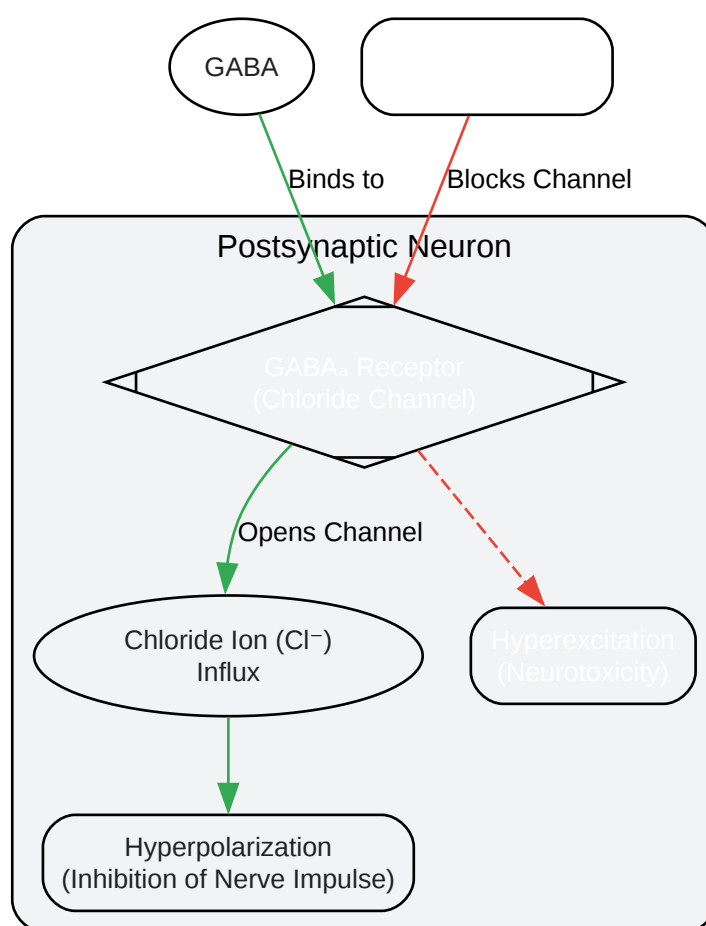 GABA
Binds to
Blocks Channel
Postsynaptic Neuron
GABAₐ Receptor
(Chloride Channel)
Opens Channel
Chloride Ion (Cl⁻)
Influx
Hyperexcitation
(Neurotoxicity)
Hyperpolarization
(Inhibition of Nerve Impulse)